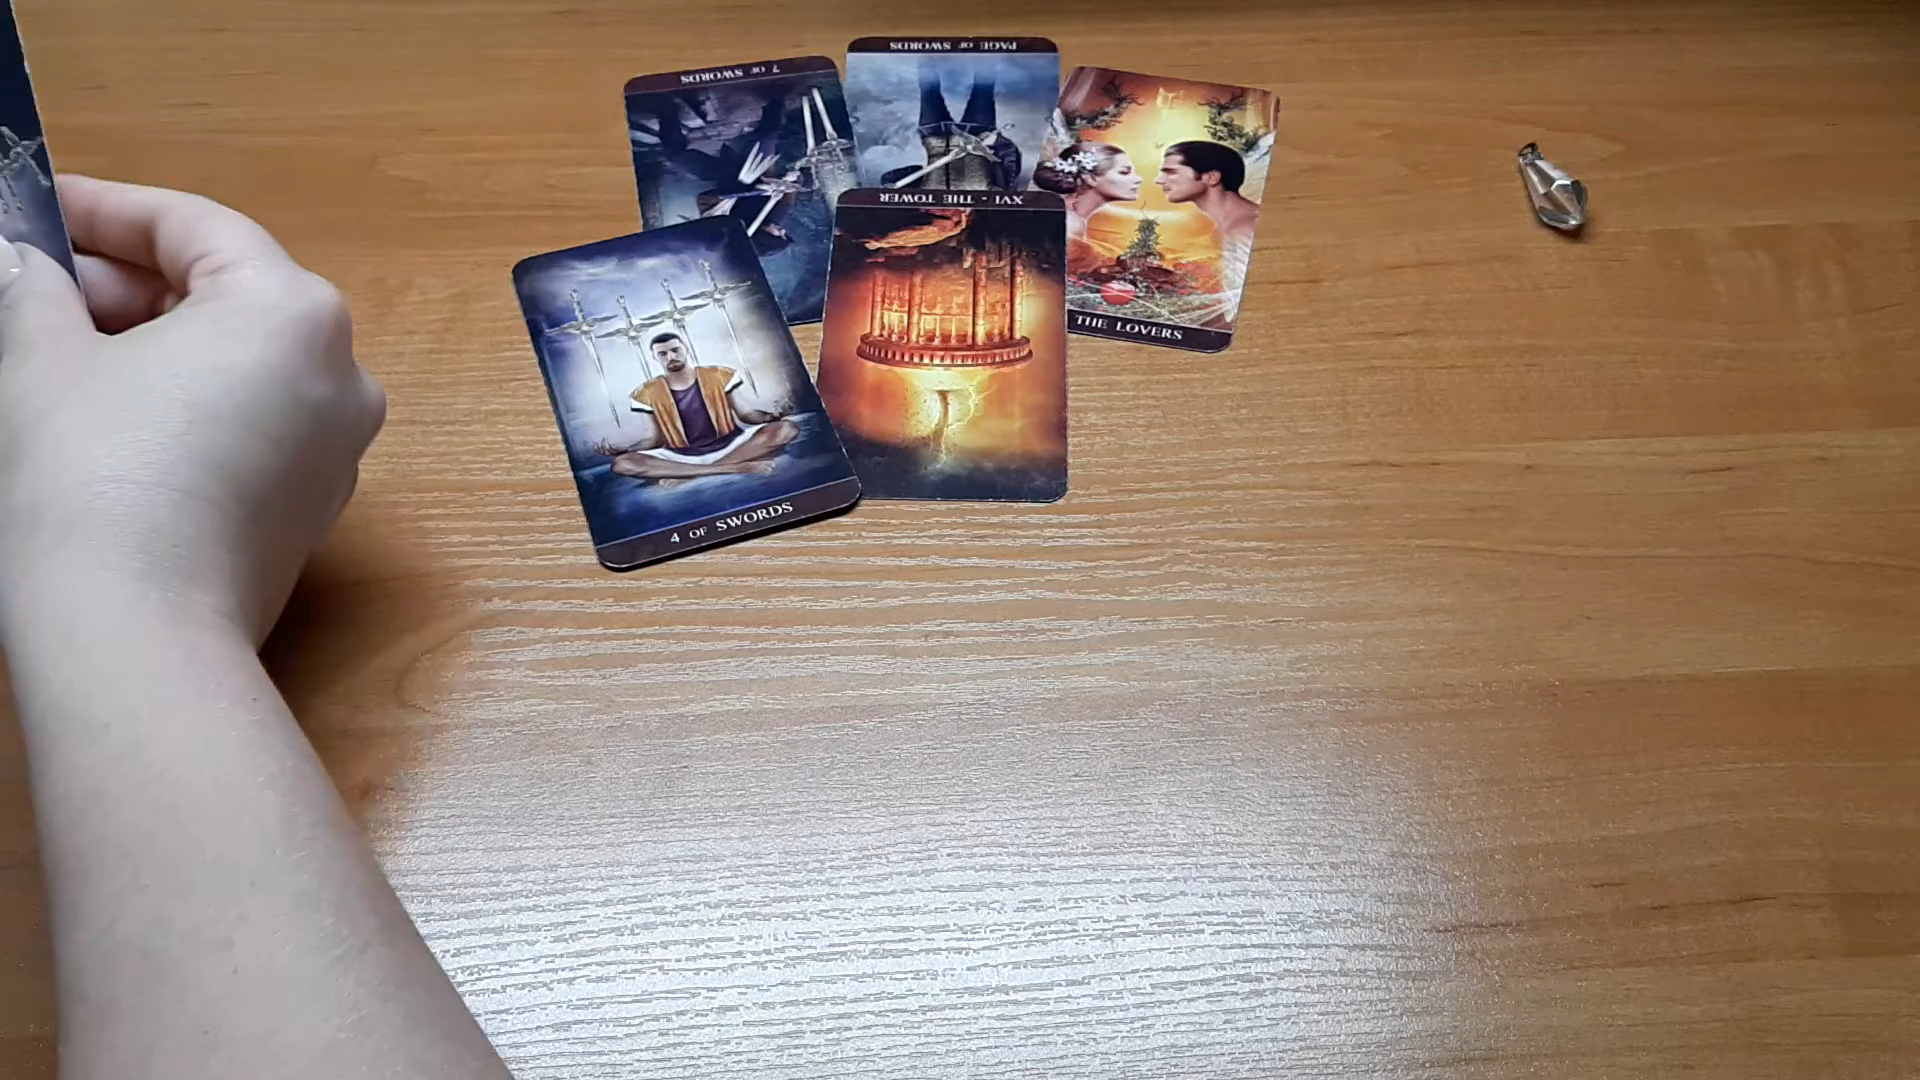 7 OF SWORDS
PAGE OF SWORDS
THE LOVERS
XVI - THE TOWER
4 OF SWORDS